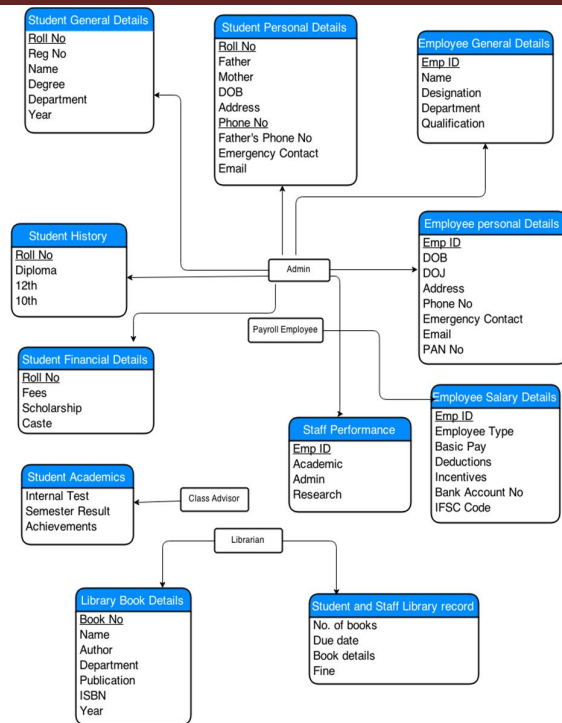 Student General Details
Roll No
Reg No
Name
Degree
Department
Year
Student Personal Details
Roll No
Father
Mother
DOB
Address
Phone No
Father's Phone No
Emergency Contact
Email
Employee General Details
Emp ID
Name
Designation
Department
Qualification
Student History
Roll No
Diploma
12th
10th
Admin
Employee personal Details
Emp ID
DOB
DOJ
Address
Phone No
Emergency Contact
Email
PAN No
Payroll Employee
Student Financial Details
Roll No
Fees
Scholarship
Caste
Staff Performance
Emp ID
Academic
Admin
Research
Employee Salary Details
Emp ID
Employee Type
Basic Pay
Deductions
Incentives
Bank Account No
IFSC Code
Student Academics
Internal Test
Semester Result
Achievements
Class Advisor
Librarian
Library Book Details
Book No
Name
Author
Department
Publication
ISBN
Year
Student and Staff Library record
No. of books
Due date
Book details
Fine